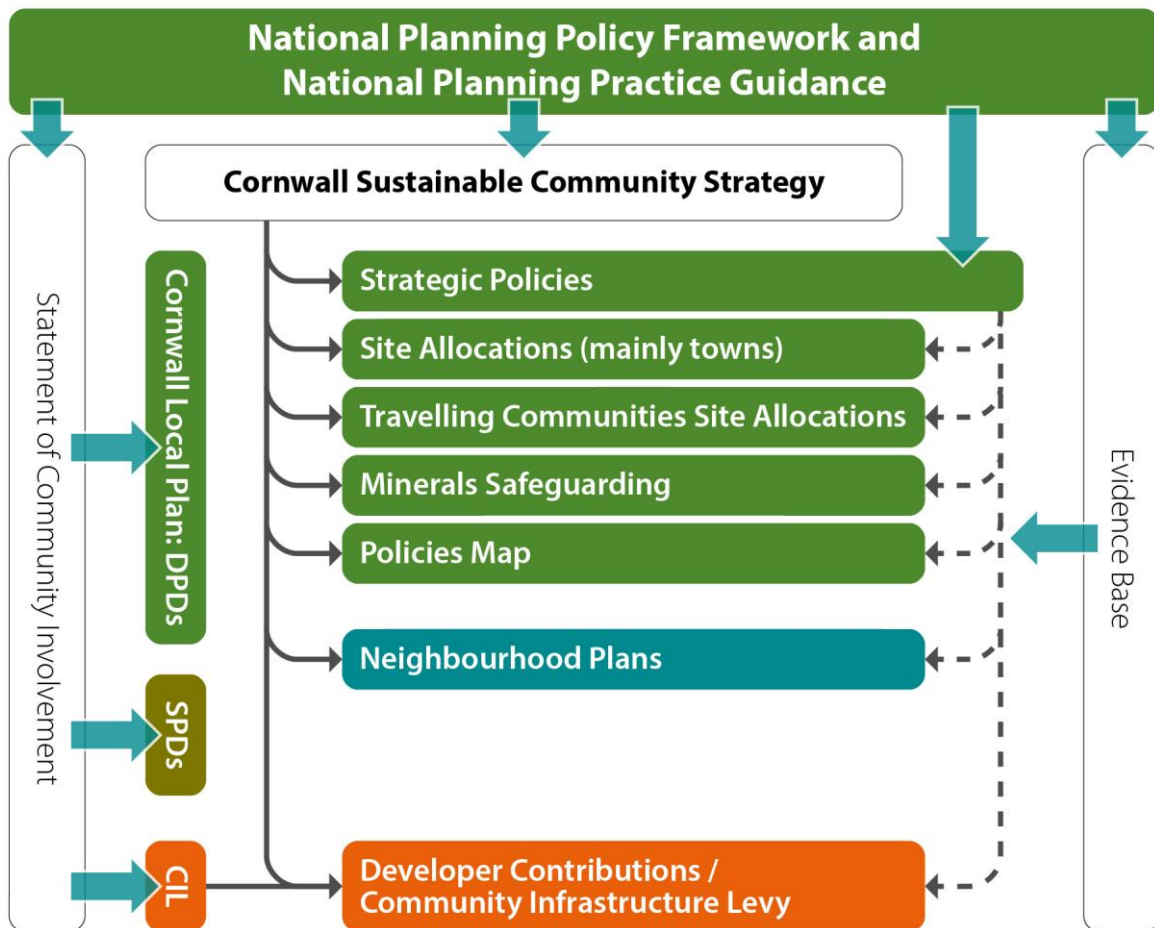 National Planning Policy Framework and
National Planning Practice Guidance
Cornwall Sustainable Community Strategy
Statement of Community Involvement
Cornwall Local Plan: DPDs
Strategic Policies
Site Allocations (mainly towns)
Travelling Communities Site Allocations
Minerals Safeguarding
Policies Map
Neighbourhood Plans
Evidence Base
SPDs
CIL
Developer Contributions /
Community Infrastructure Levy